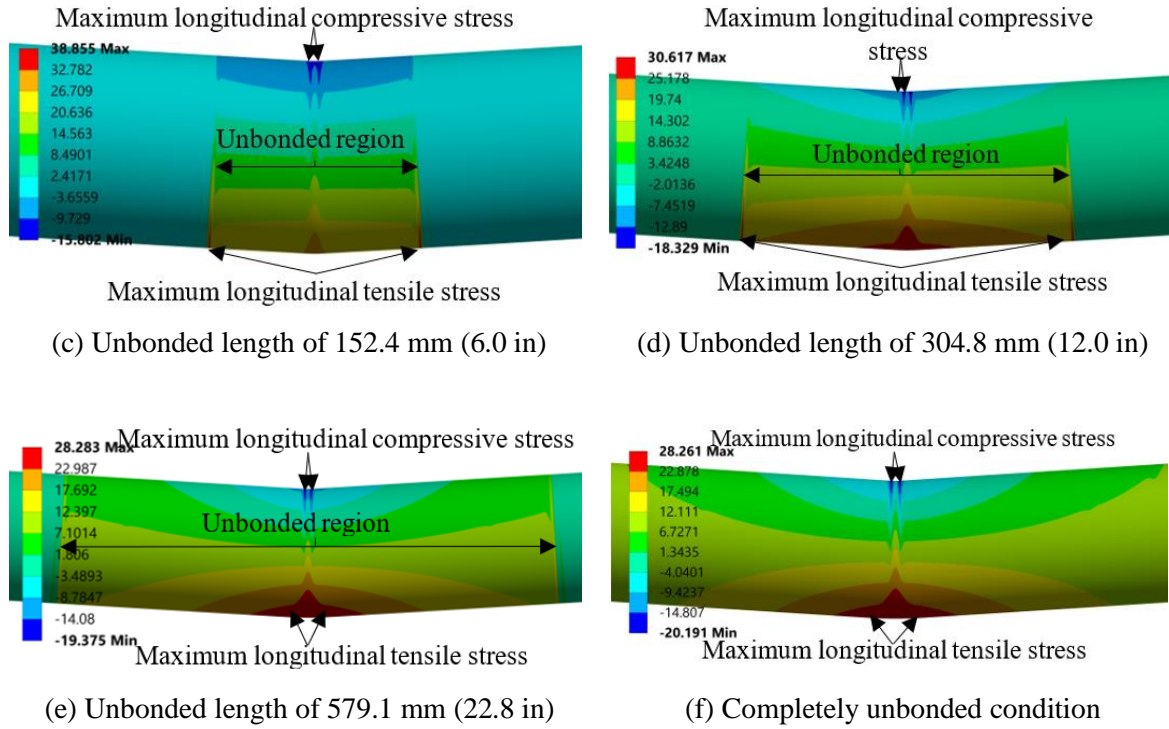 Maximum longitudinal compressive stress
38.855 Max
32.782
26.709
20.636
14.563
8.4901
2.4171
-3.6559
-9.729
-15.802 Min
Unbonded region
Maximum longitudinal tensile stress
(c) Unbonded length of 152.4 mm (6.0 in)
Maximum longitudinal compressive
stress
30.617 Max
25.178
19.74
14.302
8.8632
3.4248
-2.0136
-7.4519
-12.89
-18.329 Min
Unbonded region
Maximum longitudinal tensile stress
(d) Unbonded length of 304.8 mm (12.0 in)
Maximum longitudinal compressive stress
28.283 Max
22.987
17.692
12.397
7.1014
1.806
-3.4893
-8.7847
-14.08
-19.375 Min
Unbonded region
Maximum longitudinal tensile stress
(e) Unbonded length of 579.1 mm (22.8 in)
Maximum longitudinal compressive stress
28.261 Max
22.878
17.494
12.111
6.7271
1.3435
-4.0401
-9.4237
-14.807
-20.191 Min
Maximum longitudinal tensile stress
(f) Completely unbonded condition